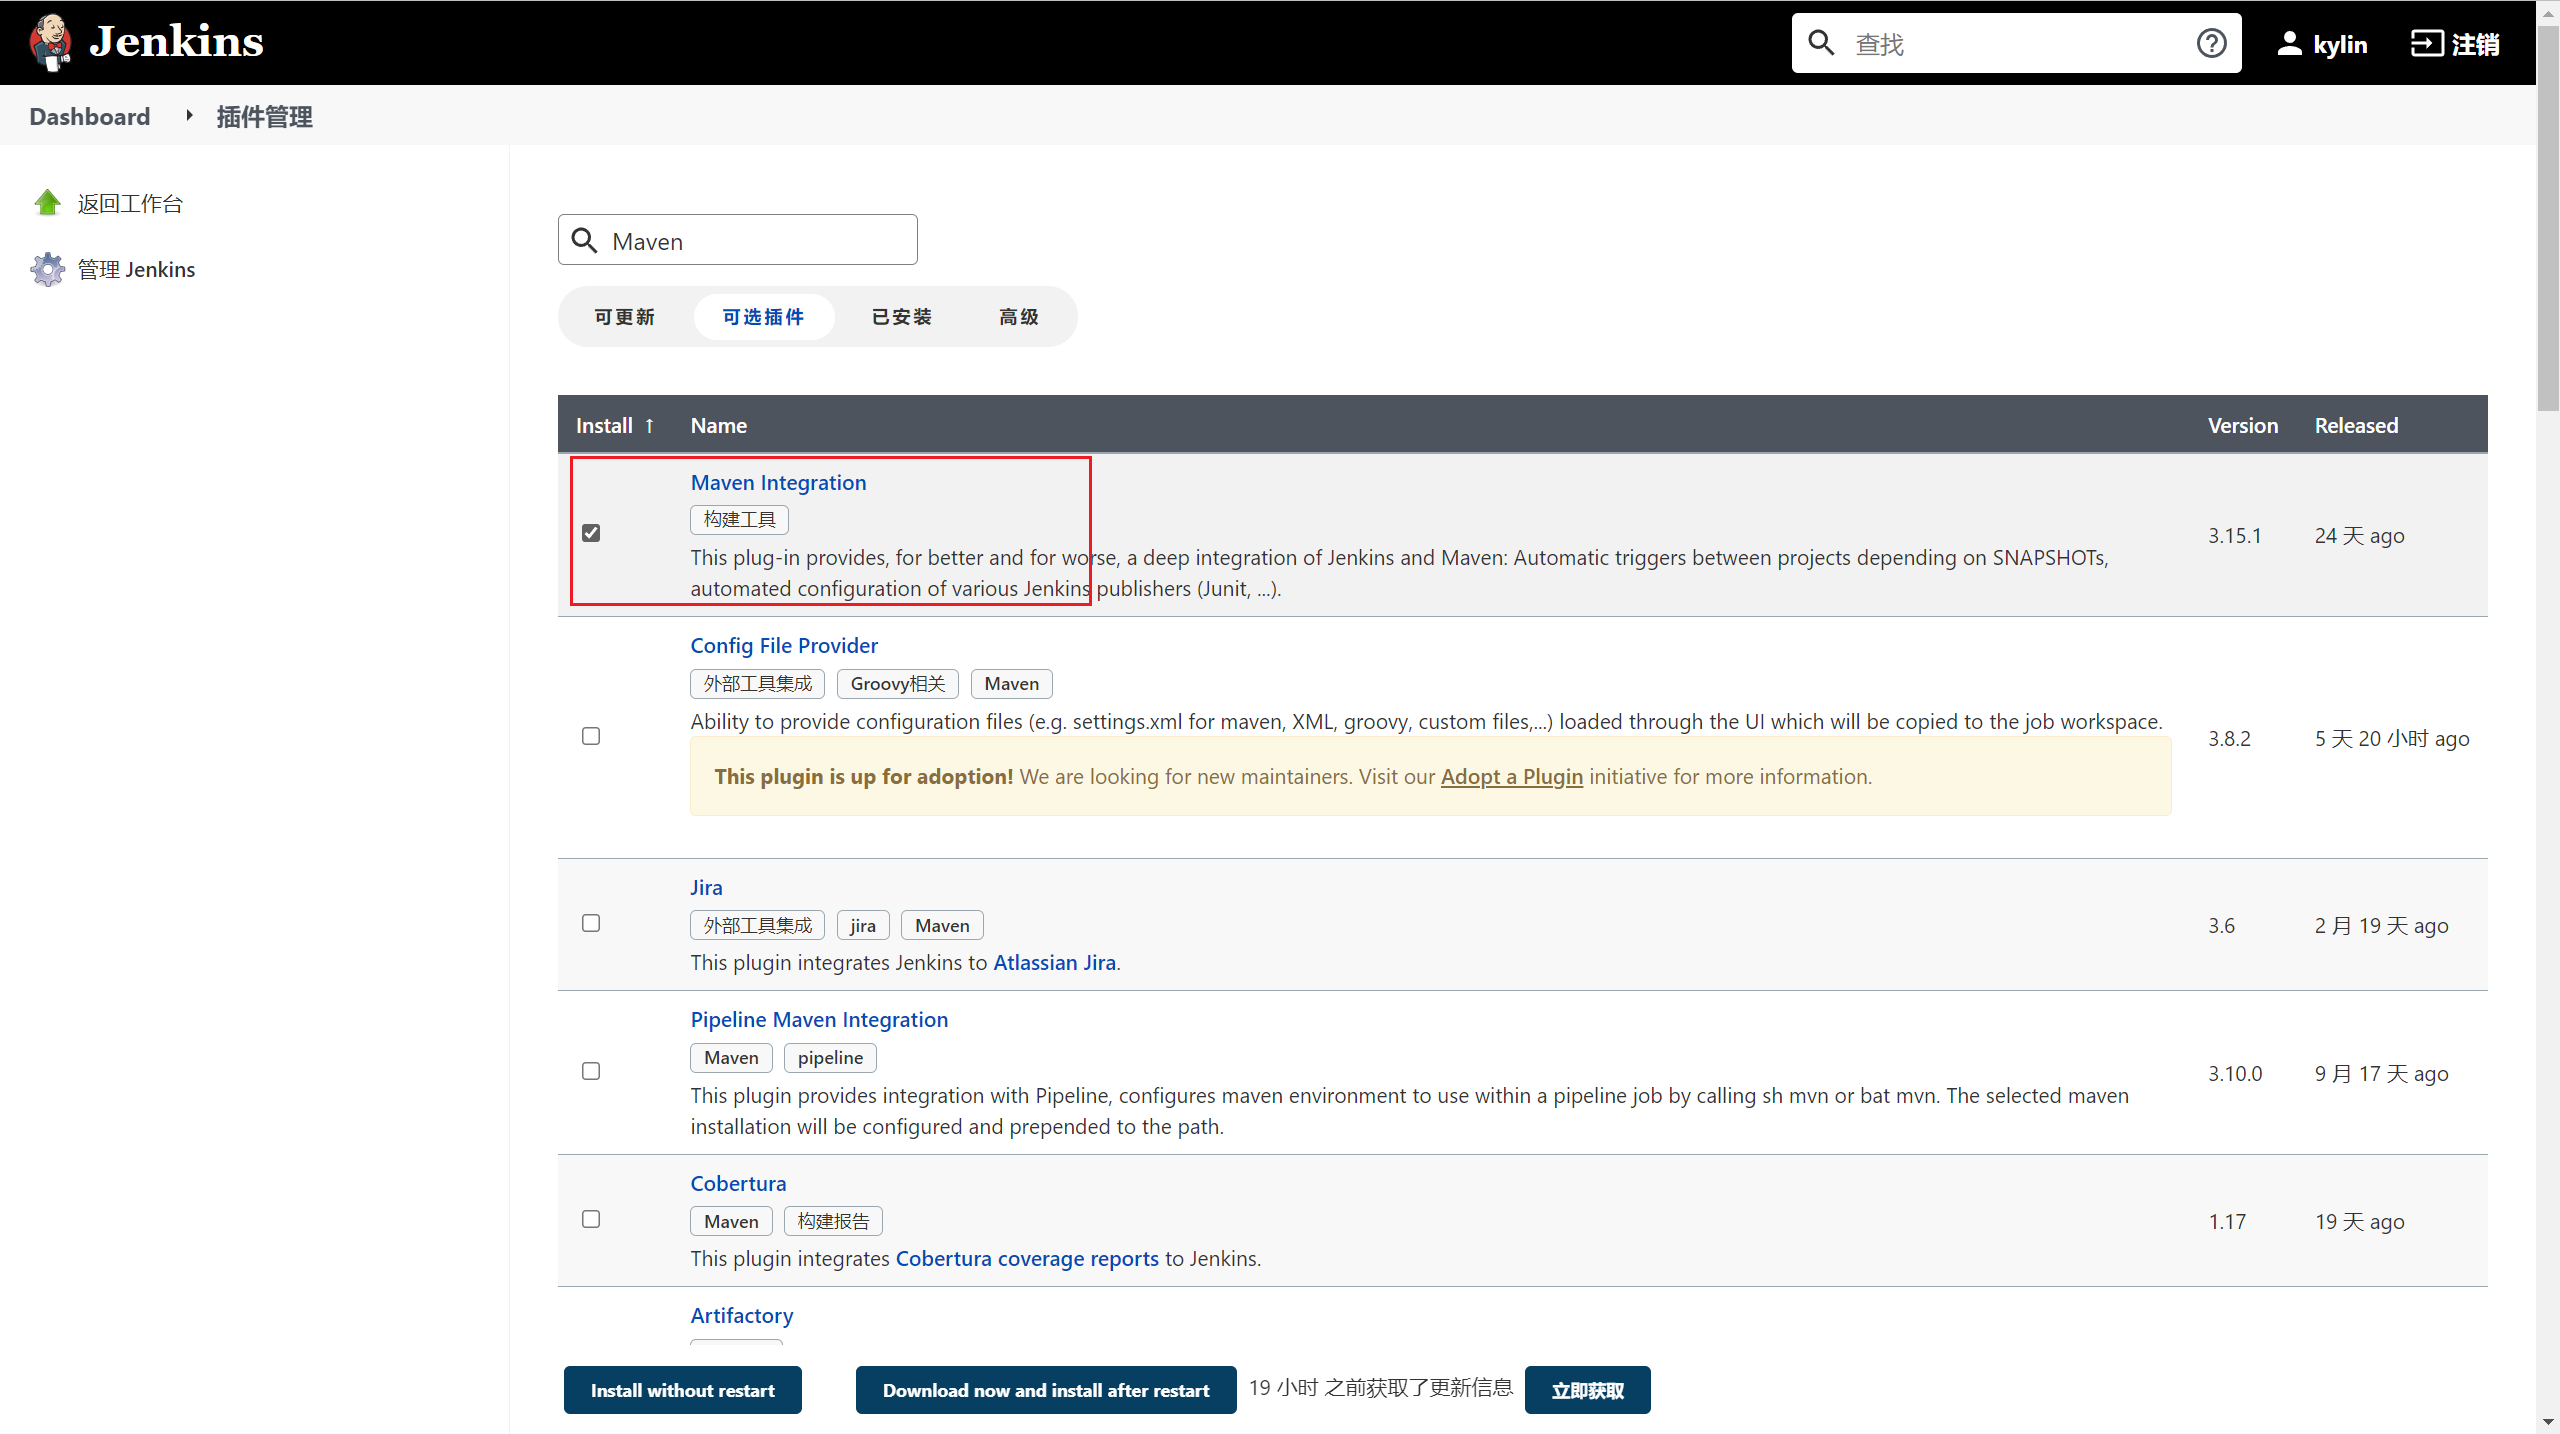 Jenkins
查找
kylin
注销
Dashboard
插件管理
返回工作台
管理 Jenkins
Maven
可更新 可选插件 已安装 高级
Install ↑ Name Version Released
Maven Integration
构建工具
This plug-in provides, for better and for worse, a deep integration of Jenkins and Maven: Automatic triggers between projects depending on SNAPSHOTs,
automated configuration of various Jenkins publishers (Junit, ...).
3.15.1
24 天 ago
Config File Provider
外部工具集成 Groovy相关 Maven
Ability to provide configuration files (e.g. settings.xml for maven, XML, groovy, custom files,...) loaded through the UI which will be copied to the job workspace.
This plugin is up for adoption! We are looking for new maintainers. Visit our Adopt a Plugin initiative for more information.
3.8.2
5 天 20 小时 ago
Jira
外部工具集成 jira Maven
This plugin integrates Jenkins to Atlassian Jira.
3.6
2 月 19 天 ago
Pipeline Maven Integration
Maven pipeline
This plugin provides integration with Pipeline, configures maven environment to use within a pipeline job by calling sh mvn or bat mvn. The selected maven
installation will be configured and prepended to the path.
3.10.0
9 月 17 天 ago
Cobertura
Maven 构建报告
This plugin integrates Cobertura coverage reports to Jenkins.
1.17
19 天 ago
Artifactory
Install without restart
Download now and install after restart
19 小时 之前获取了更新信息
立即获取